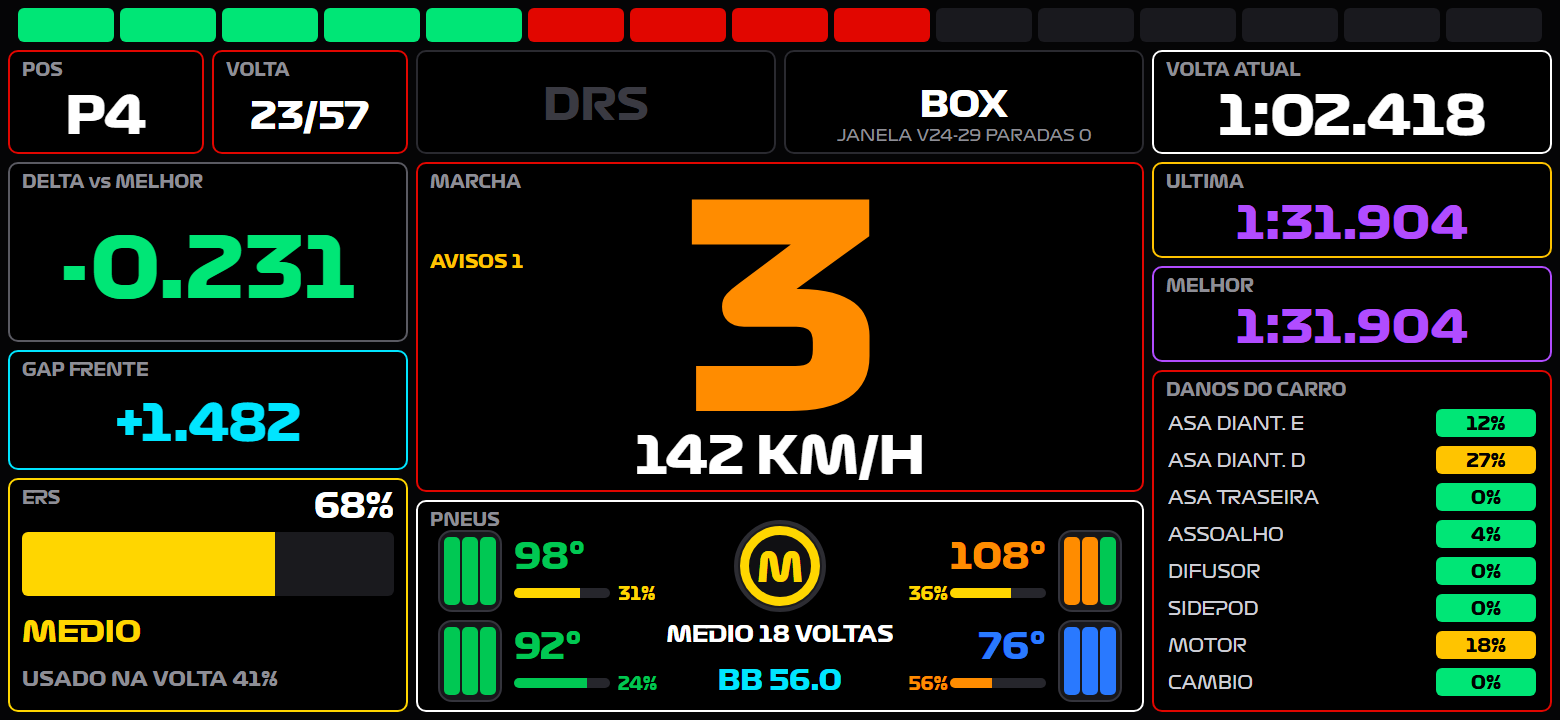 POS
P4
VOLTA
23/57
DRS
BOX
JANELA V24-29 PARADAS 0
VOLTA ATUAL
1:02.418
DELTA vs MELHOR
-0.231
MARCHA
3
AVISOS 1
142 KM/H
ULTIMA
1:31.904
MELHOR
1:31.904
GAP FRENTE
+1.482
ERS
68%
MEDIO
USADO NA VOLTA 41%
PNEUS
98°
31%
M
108°
36%
92°
24%
MEDIO 18 VOLTAS
BB 56.0
76°
56%
DANOS DO CARRO
ASA DIANT. E 12%
ASA DIANT. D 27%
ASA TRASEIRA 0%
ASSOALHO 4%
DIFUSOR 0%
SIDEPOD 0%
MOTOR 18%
CAMBIO 0%